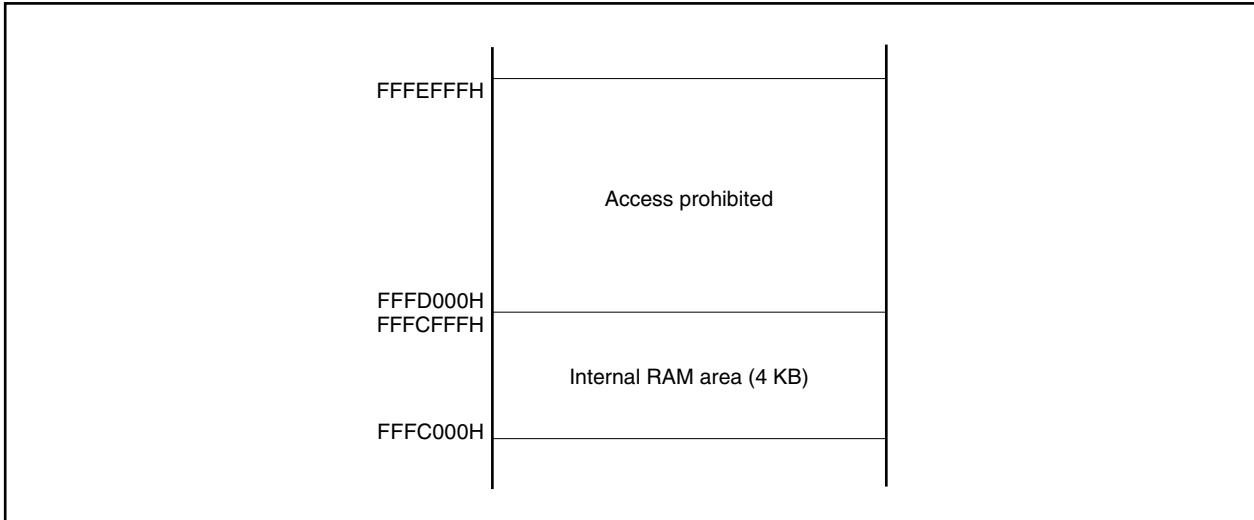 FFFEFFFH
Access prohibited
FFFD000H
FFFCFFFH
Internal RAM area (4 KB)
FFFC000H